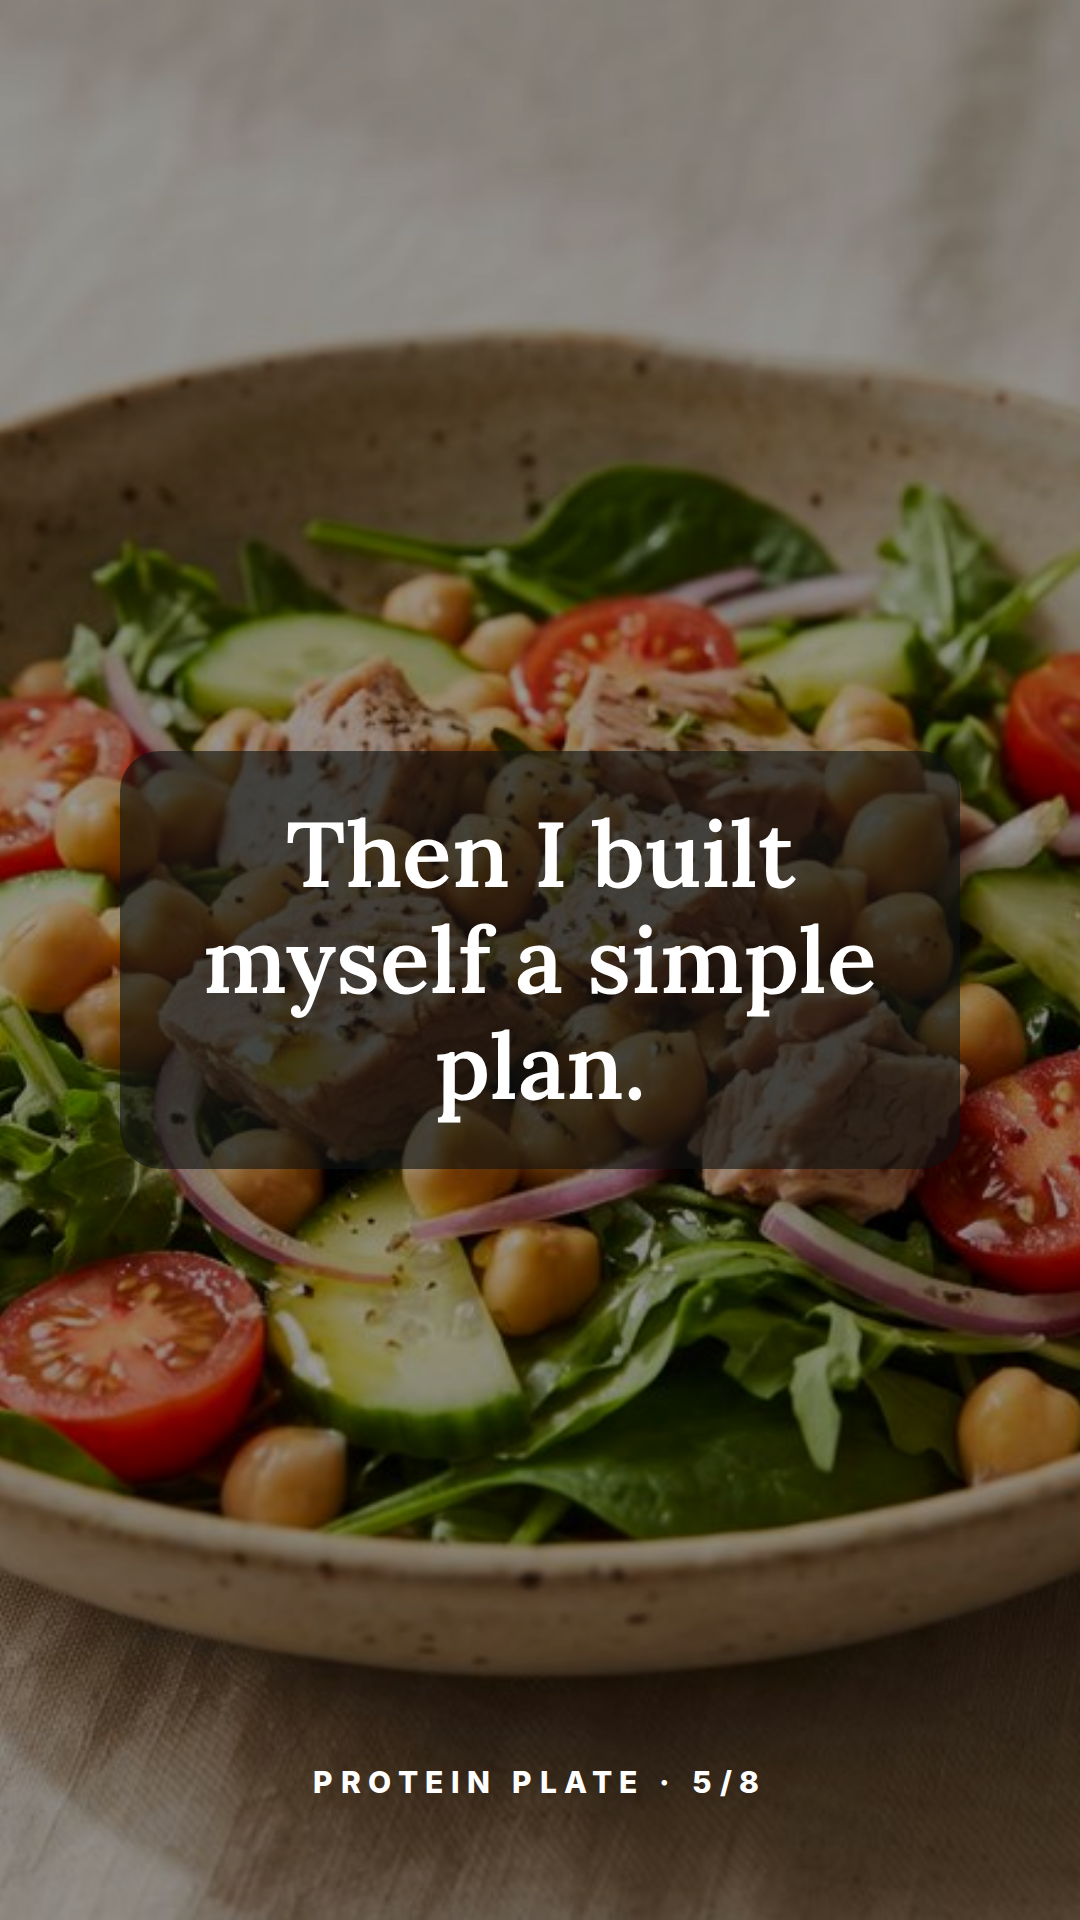 Then I built
myself a simple
plan.
PROTEIN PLATE · 5/8